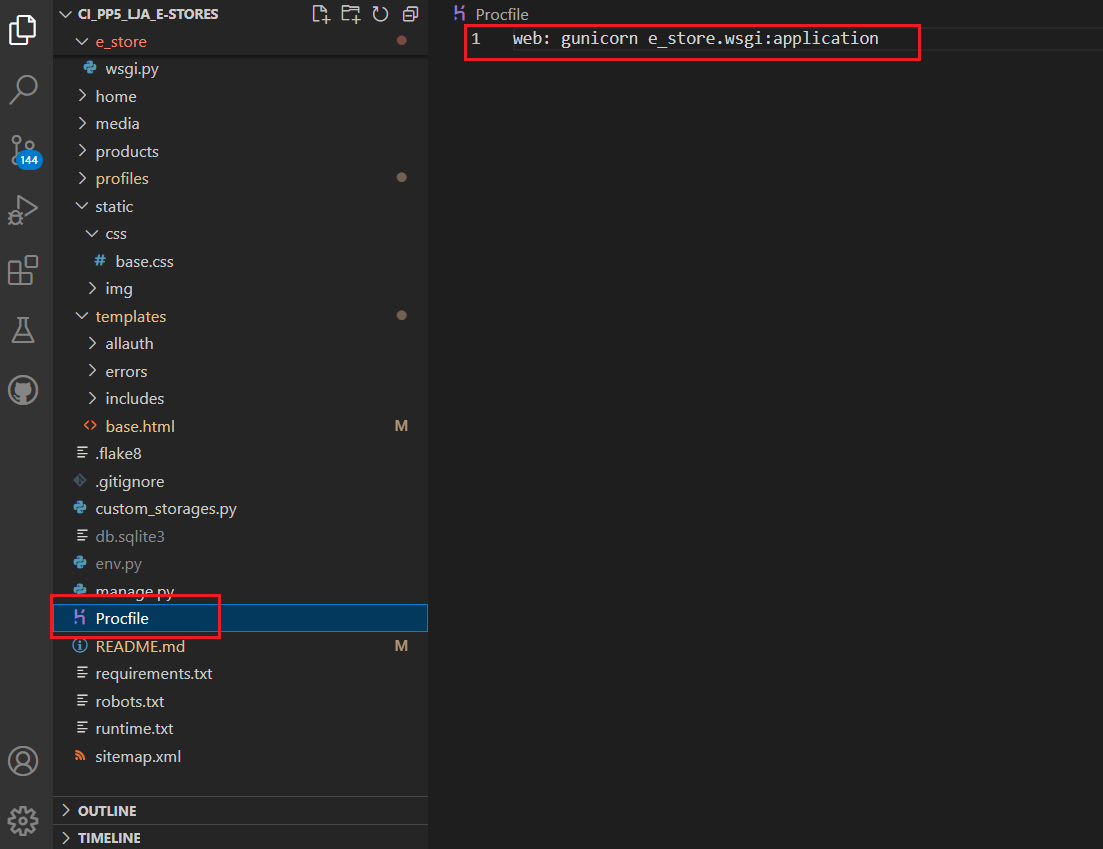 CI_PP5_LJA_E-STORES
e_store
wsgi.py
home
media
products
profiles
static
css
base.css
img
templates
allauth
errors
includes
base.html M
.flake8
.gitignore
custom_storages.py
db.sqlite3
env.py
manage.py
Procfile
README.md M
requirements.txt
robots.txt
runtime.txt
sitemap.xml
OUTLINE
TIMELINE
144
Procfile
1 web: gunicorn e_store.wsgi:application